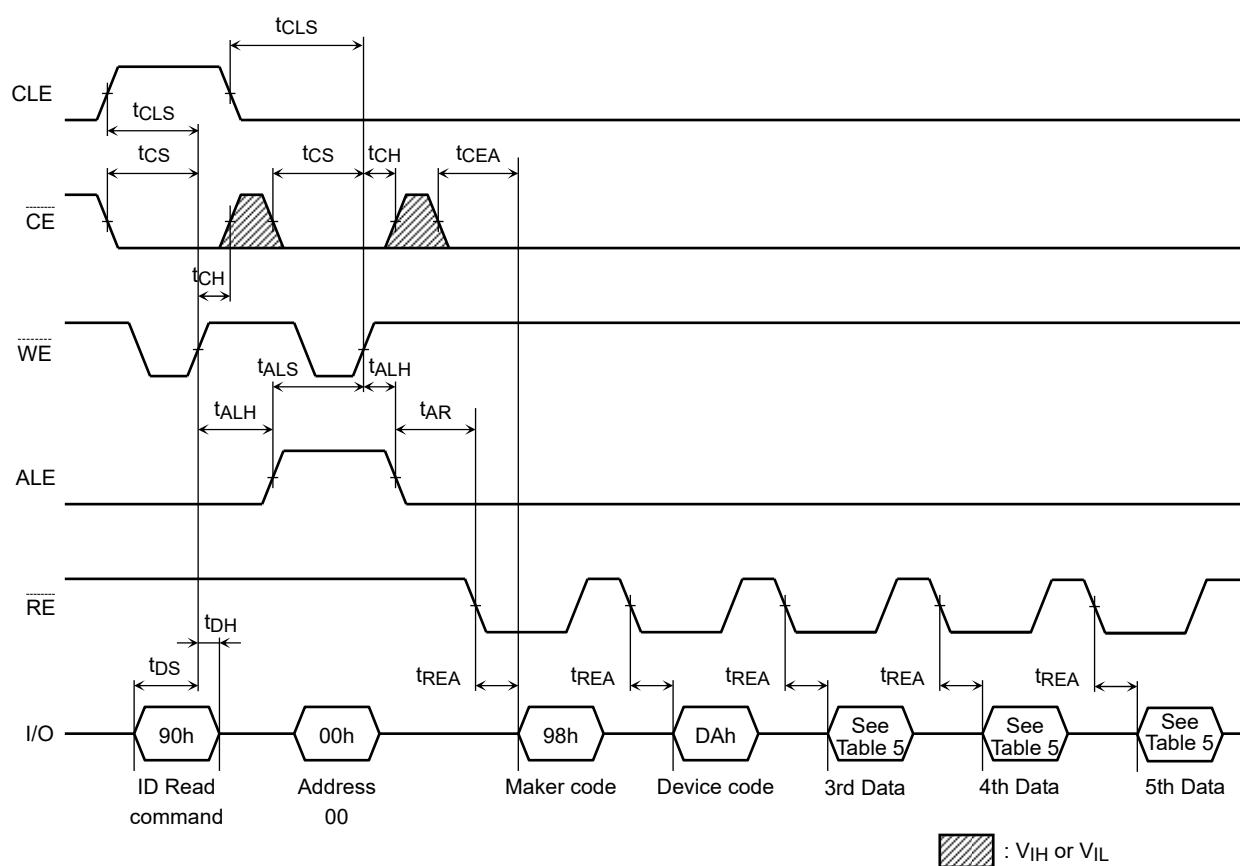 tCLS
CLE
tCLS
tCS
tCS
tCH
tCEA
CE
tCH
WE
tALS
tALH
tALH
tAR
ALE
RE
tDH
tDS
tREA
tREA
tREA
tREA
tREA
I/O
90h
00h
98h
DAh
See
Table 5
See
Table 5
See
Table 5
ID Read
command
Address
00
Maker code
Device code
3rd Data
4th Data
5th Data
: VIH or VIL